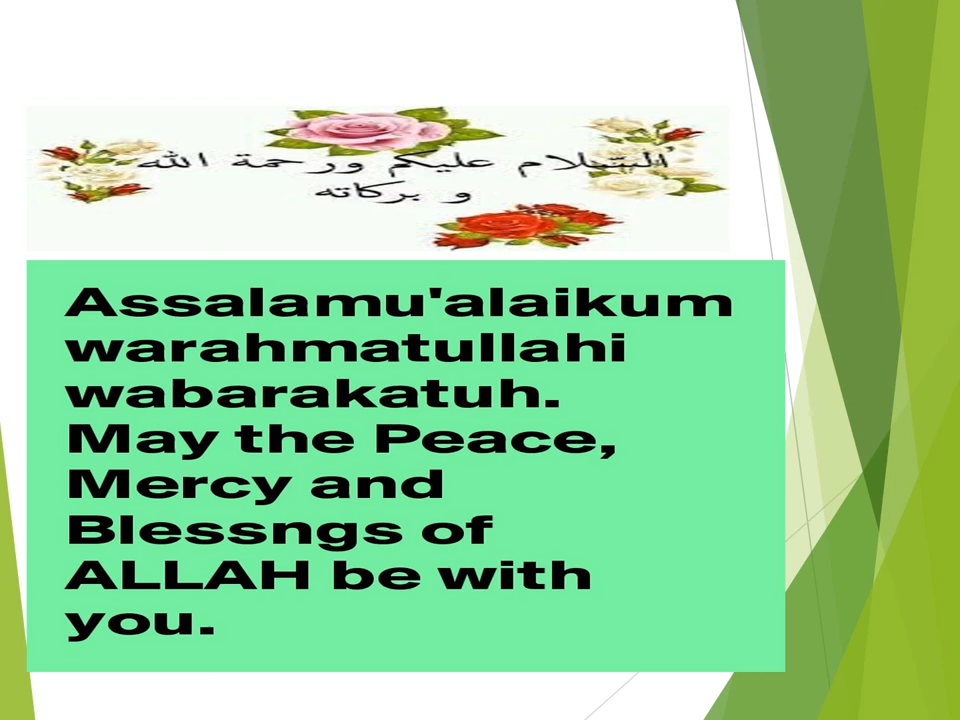 السلام عليكم ورحمة الله
و بركاته
Assalamu'alaikum
warahmatullahi
wabarakatuh.
May the Peace,
Mercy and
Blessngs of
ALLAH be with
you.